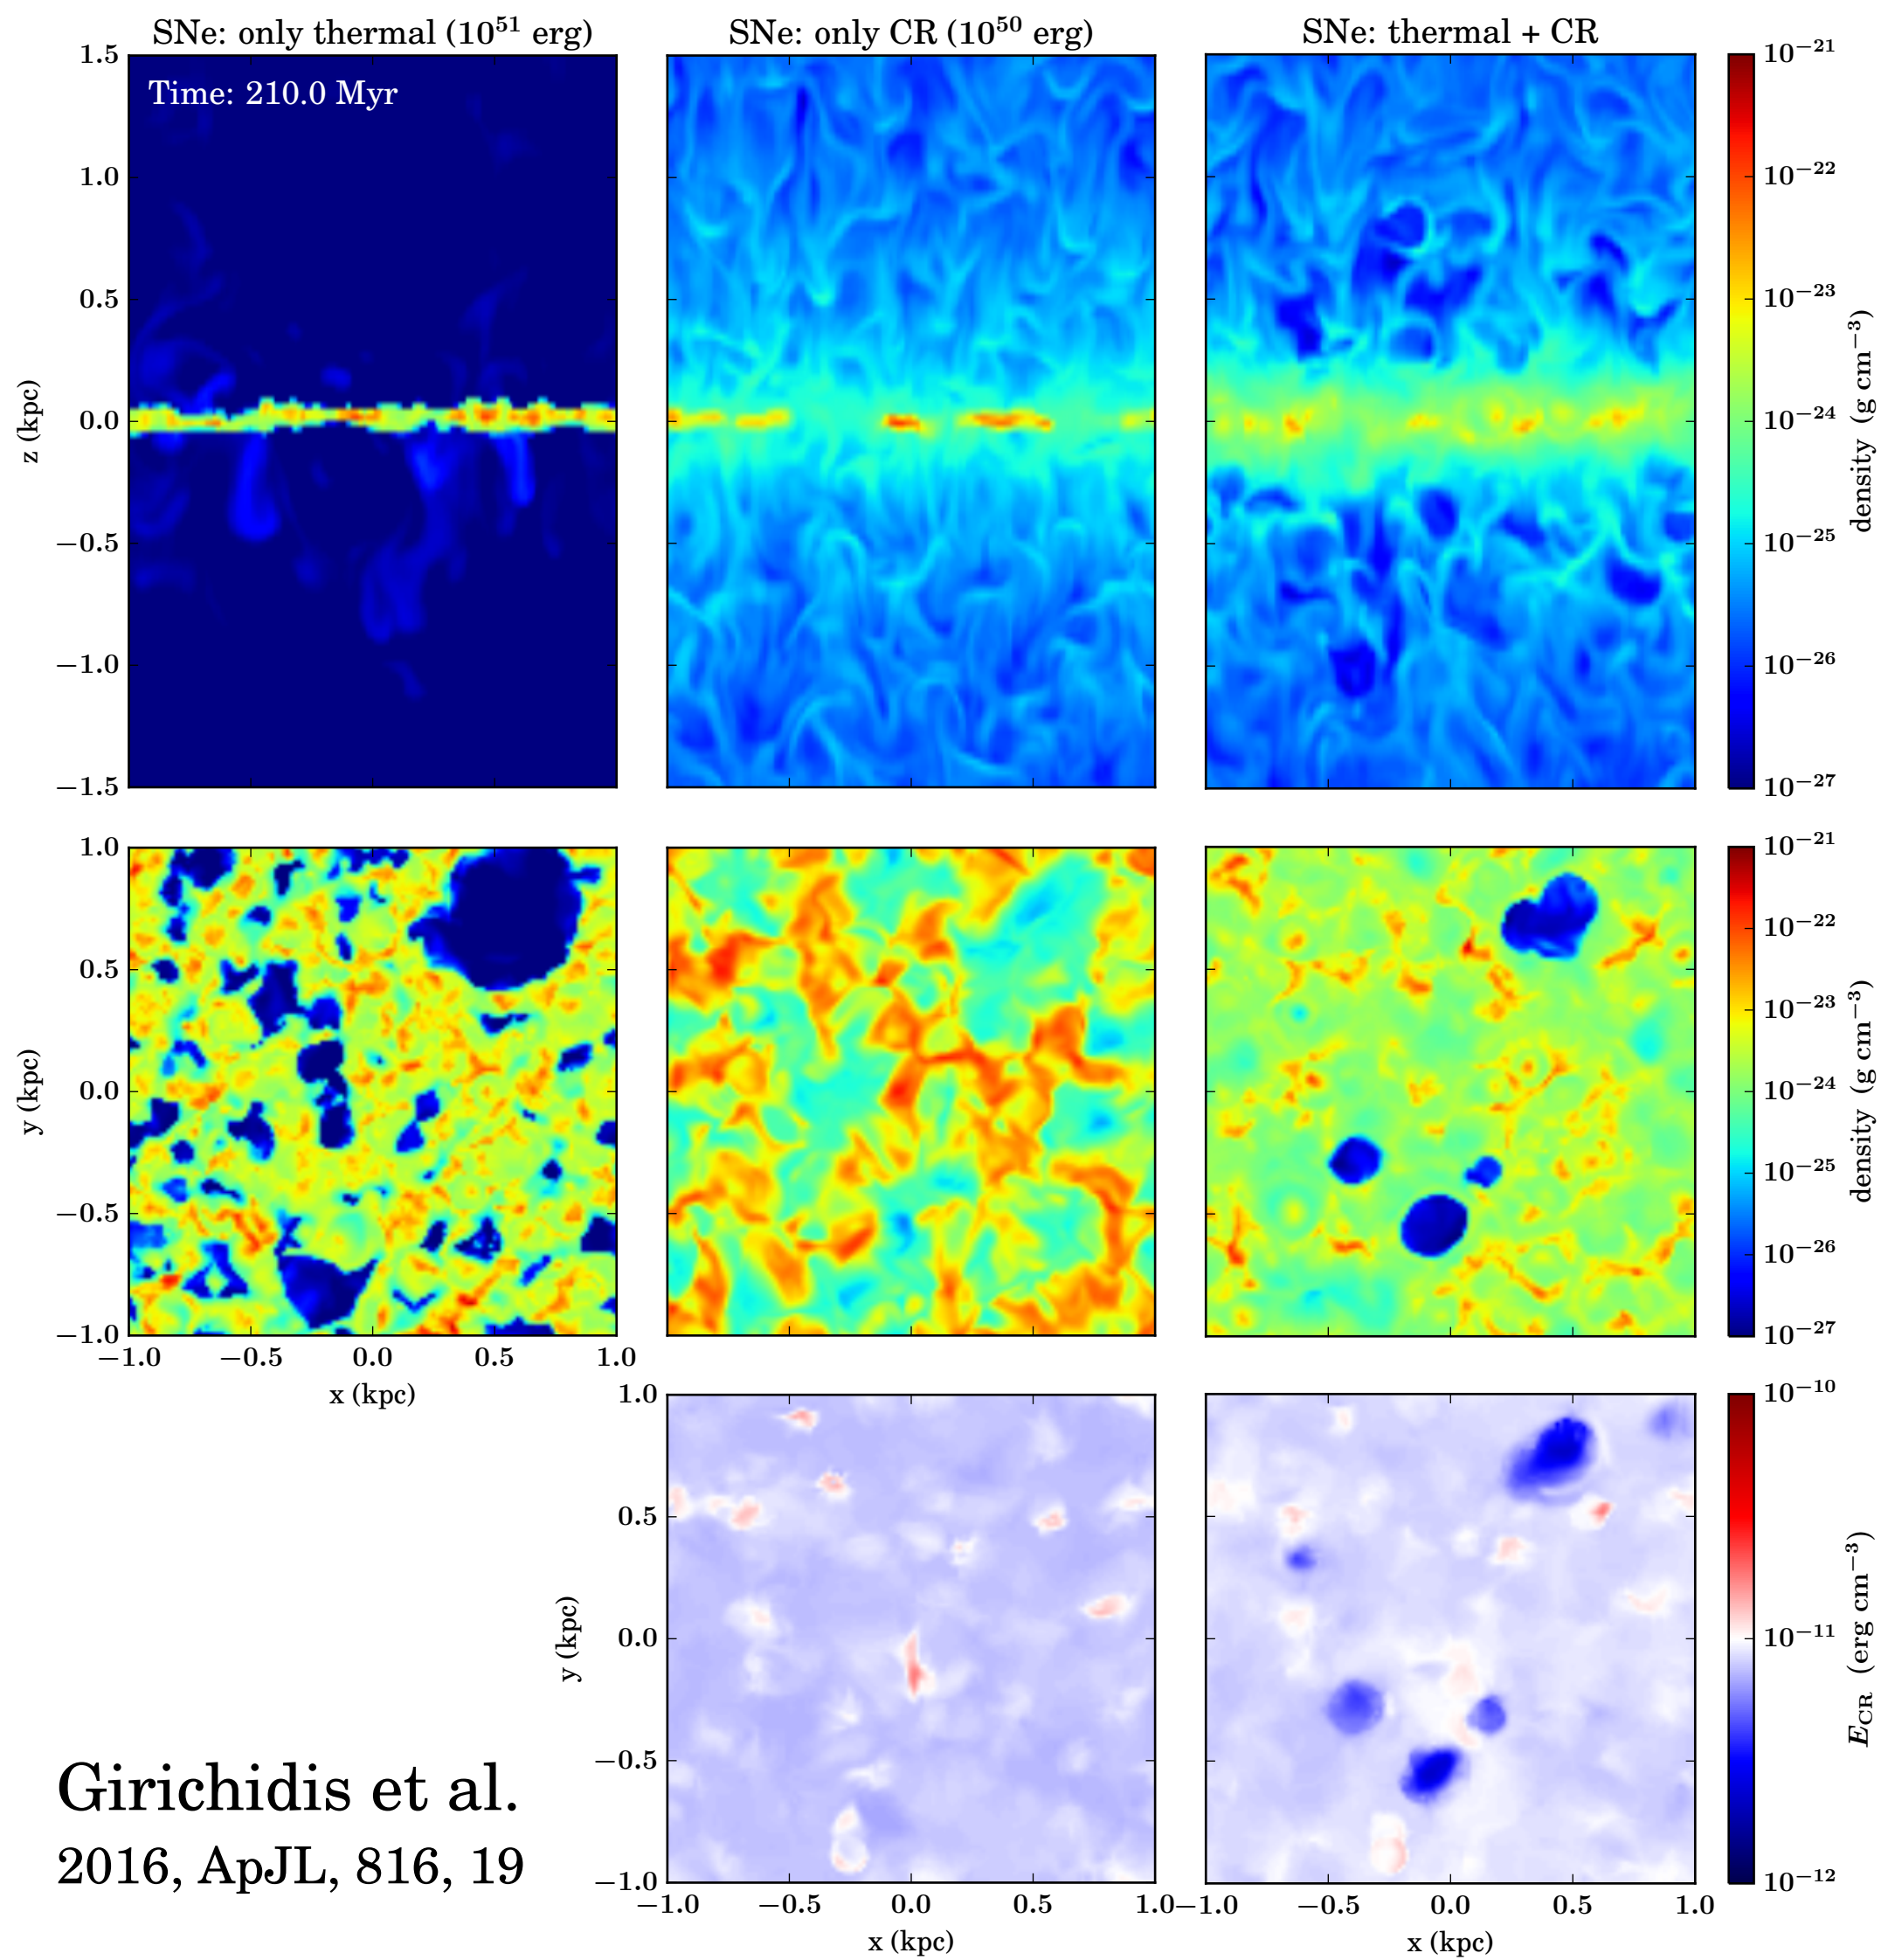 SNe: only thermal (10⁵¹ erg)
SNe: only CR (10⁵⁰ erg)
SNe: thermal + CR
Time: 210.0 Myr
1.5
1.0
0.5
0.0
−0.5
−1.0
−1.5
z (kpc)
10⁻²¹
10⁻²²
10⁻²³
10⁻²⁴
10⁻²⁵
10⁻²⁶
10⁻²⁷
density (g cm⁻³)
1.0
0.5
0.0
−0.5
−1.0
y (kpc)
−1.0 −0.5 0.0 0.5 1.0
x (kpc)
10⁻²¹
10⁻²²
10⁻²³
10⁻²⁴
10⁻²⁵
10⁻²⁶
10⁻²⁷
density (g cm⁻³)
1.0
0.5
0.0
−0.5
−1.0
y (kpc)
−1.0 −0.5 0.0 0.5 1.0
x (kpc)
−1.0 −0.5 0.0 0.5 1.0
x (kpc)
10⁻¹⁰
10⁻¹¹
10⁻¹²
E_CR (erg cm⁻³)
Girichidis et al.
2016, ApJL, 816, 19